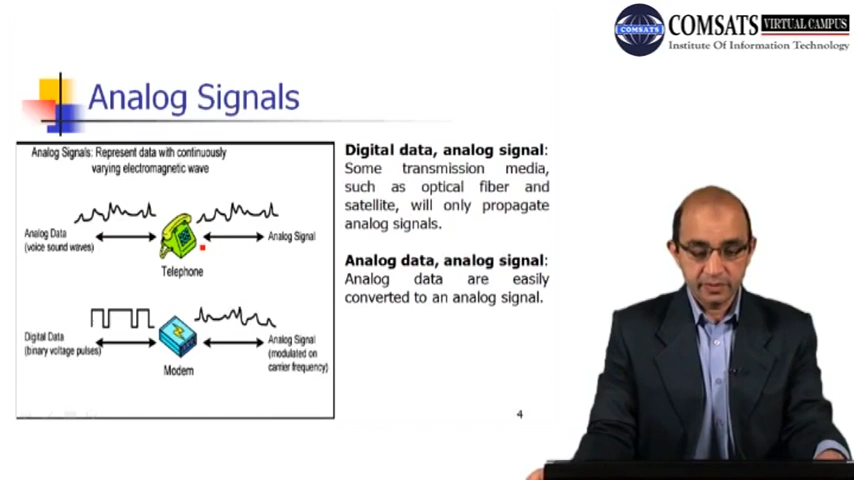 COMSATS
COMSATS VIRTUAL CAMPUS
Institute Of Information Technology
Analog Signals
Analog Signals: Represent data with continuously
varying electromagnetic wave
Analog Data
(voice sound waves)
Analog Signal
Telephone
Digital Data
(binary voltage pulses)
Analog Signal
(modulated on
carrier frequency)
Modem
Digital data, analog signal:
Some transmission media,
such as optical fiber and
satellite, will only propagate
analog signals.
Analog data, analog signal:
Analog data are easily
converted to an analog signal.
4